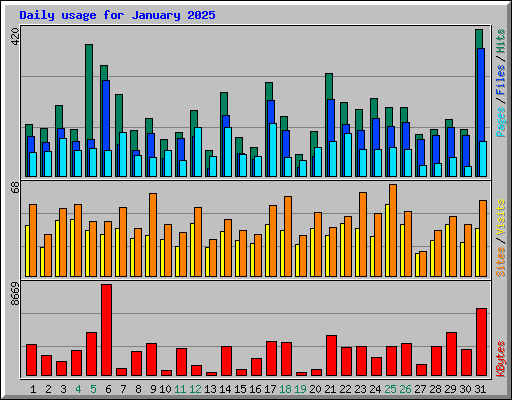 Daily usage for January 2025
420
Pages / Files / Hits
68
Sites / Visits
8669
KBytes
1 2 3 4 5 6 7 8 9 10 11 12 13 14 15 16 17 18 19 20 21 22 23 24 25 26 27 28 29 30 31